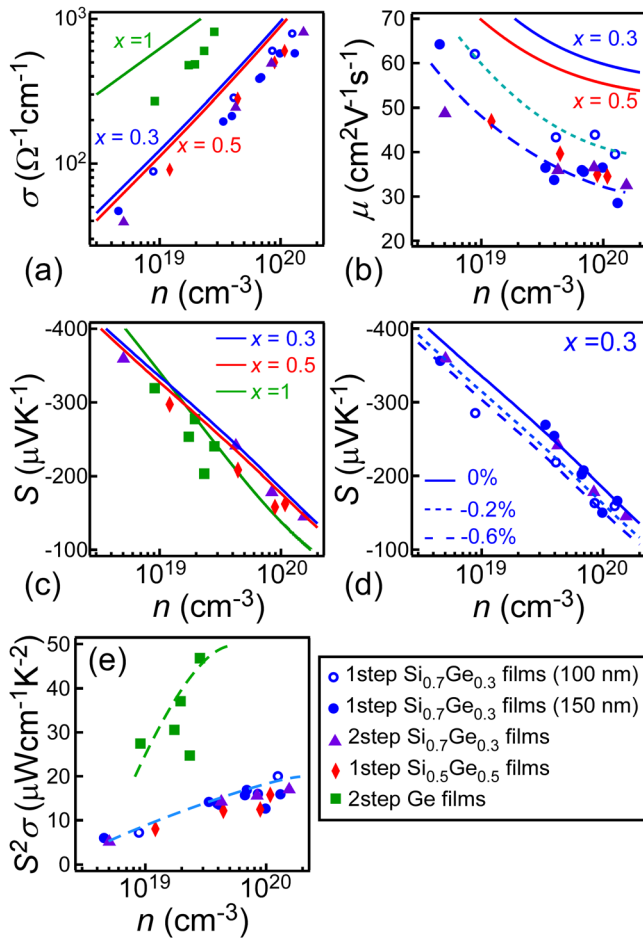 10³
10²
σ (Ω⁻¹cm⁻¹)
x = 1
x = 0.3
x = 0.5
(a)
10¹⁹
10²⁰
n (cm⁻³)
70
60
50
40
30
20
μ (cm²V⁻¹s⁻¹)
x = 0.3
x = 0.5
(b)
10¹⁹
10²⁰
n (cm⁻³)
-400
-300
-200
-100
S (μVK⁻¹)
x = 0.3
x = 0.5
x = 1
(c)
10¹⁹
10²⁰
n (cm⁻³)
-400
-300
-200
-100
S (μVK⁻¹)
x =0.3
0%
-0.2%
-0.6%
(d)
10¹⁹
10²⁰
n (cm⁻³)
50
40
30
20
10
0
S²σ (μWcm⁻¹K⁻²)
(e)
10¹⁹
10²⁰
n (cm⁻³)
1step Si₀.₇Ge₀.₃ films (100 nm)
1step Si₀.₇Ge₀.₃ films (150 nm)
2step Si₀.₇Ge₀.₃ films
1step Si₀.₅Ge₀.₅ films
2step Ge films